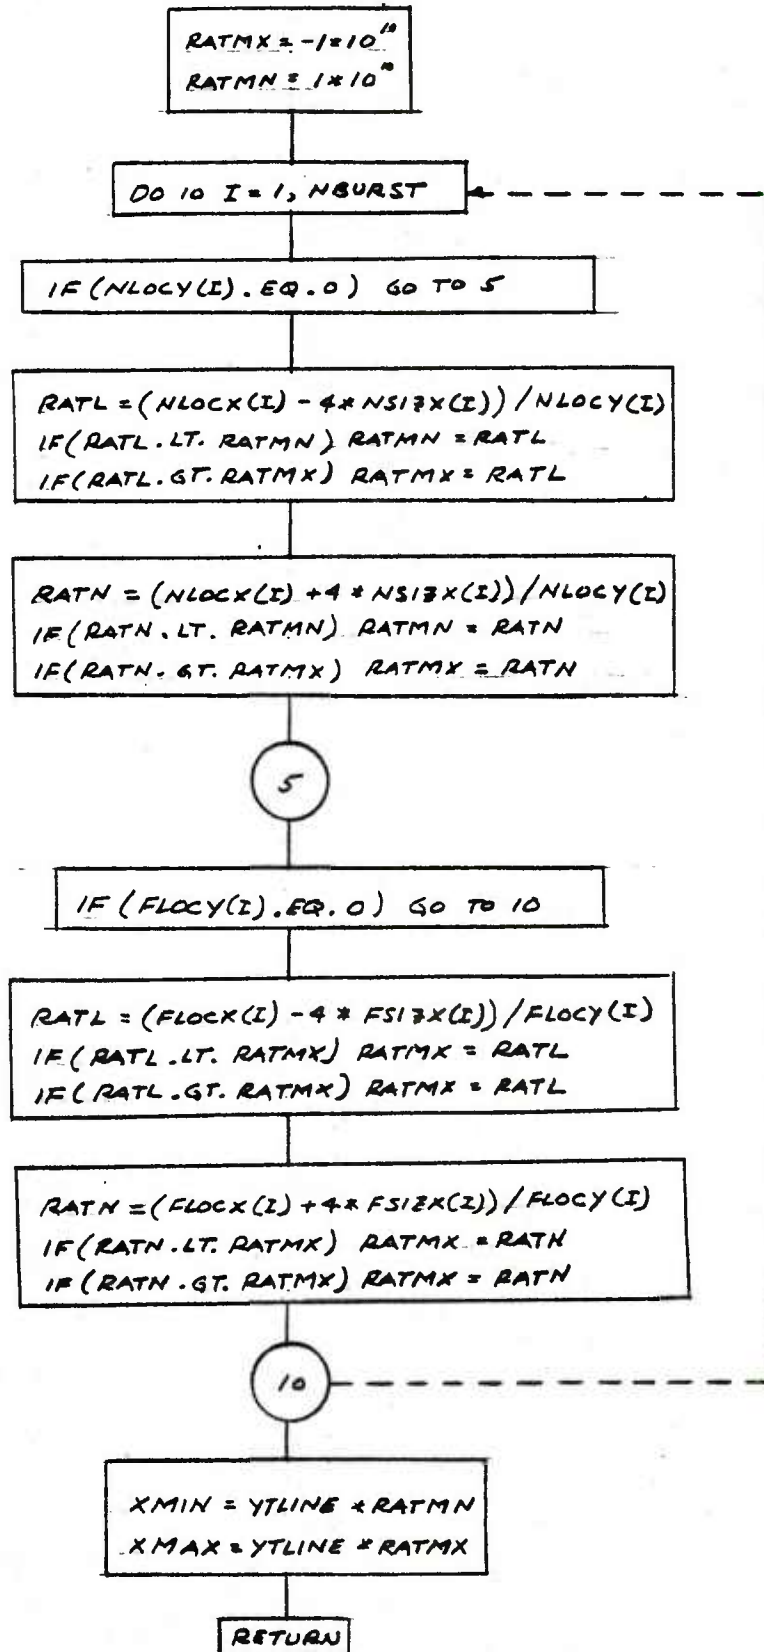 RATMX = -1*10¹⁰
RATMN = 1*10¹⁰
DO 10 I = 1, NBURST
IF (NLOCY(I).EQ.0) GO TO 5
RATL = (NLOCX(I) - 4* NSIZX(I))/NLOCY(I)
IF(RATL.LT. RATMN) RATMN = RATL
IF(RATL.GT.RATMX) RATMX = RATL
RATN = (NLOCX(I) +4 * NSIZX(I))/NLOCY(I)
IF(RATN.LT. RATMN) RATMN = RATN
IF(RATN.GT. RATMX) RATMX = RATN
5
IF (FLOCY(I).EQ.0) GO TO 10
RATL = (FLOCX(I) - 4 * FSIZX(I))/FLOCY(I)
IF(RATL.LT. RATMX) RATMX = RATL
IF(RATL.GT. RATMX) RATMX = RATL
RATN = (FLOCX(I) + 4* FSIZX(I))/FLOCY(I)
IF(RATN.LT. RATMX) RATMX = RATN
IF(RATN.GT. RATMX) RATMX = RATN
10
XMIN = YTLINE * RATMN
XMAX = YTLINE * RATMX
RETURN